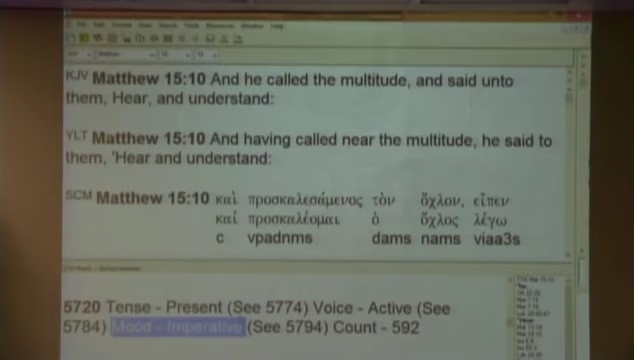 KJV Matthew 15:10 And he called the multitude, and said unto
them, Hear, and understand:
YLT Matthew 15:10 And having called near the multitude, he said to
them, 'Hear and understand:
SCM Matthew 15:10 καὶ προσκαλεσάμενος τὸν ὄχλον, εἶπεν
καί προσκαλέομαι ὁ ὄχλος λέγω
c vpadnms dams nams viaa3s
5720 Tense - Present (See 5774) Voice - Active (See
5784) Mood - Imperative (See 5794) Count - 592